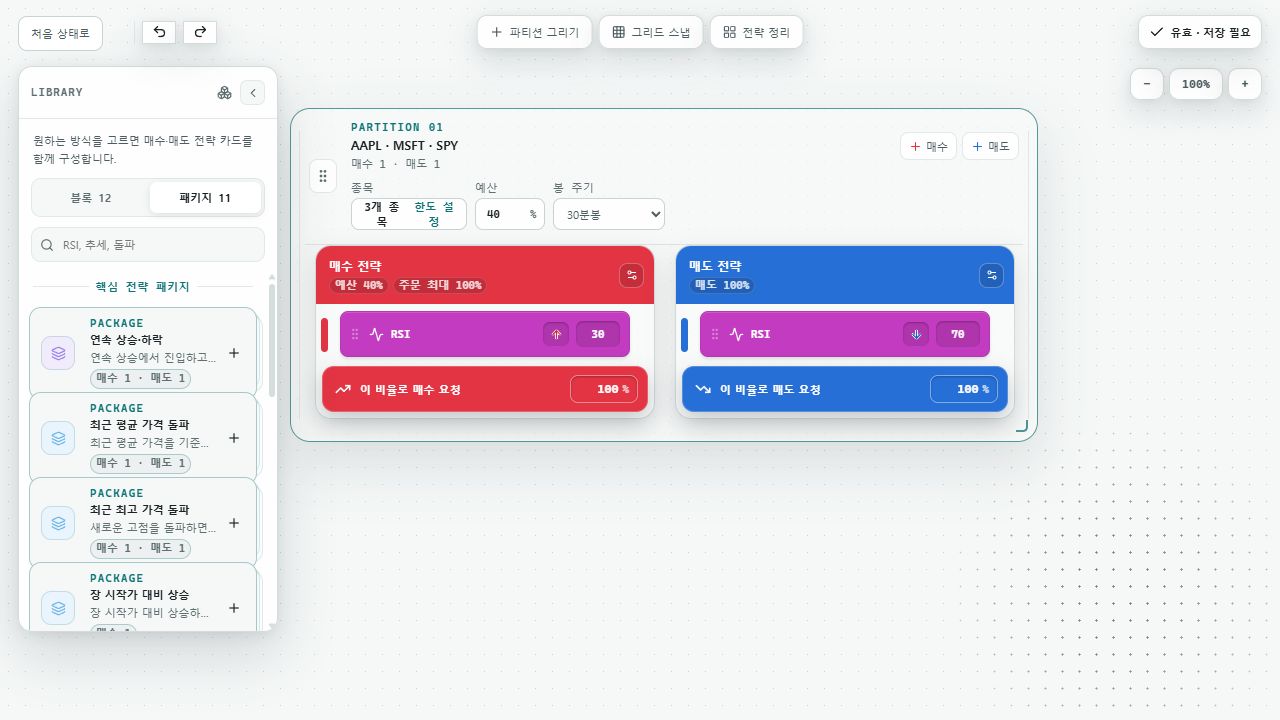 처음 상태로
파티션 그리기
그리드 스냅
전략 정리
유효 · 저장 필요
100%
LIBRARY
원하는 방식을 고르면 매수·매도 전략 카드를
함께 구성합니다.
블록 12
패키지 11
RSI, 추세, 돌파
핵심 전략 패키지
PACKAGE
연속 상승·하락
연속 상승에서 진입하고...
매수 1 · 매도 1
PACKAGE
최근 평균 가격 돌파
최근 평균 가격을 기준...
매수 1 · 매도 1
PACKAGE
최근 최고 가격 돌파
새로운 고점을 돌파하면...
매수 1 · 매도 1
PACKAGE
장 시작가 대비 상승
장 시작가 대비 상승하...
매수 1
PARTITION 01
AAPL · MSFT · SPY
매수 1 · 매도 1
매수
매도
종목
예산
봉 주기
3개 종목
한도 설정
40 %
30분봉
매수 전략
예산 40%
주문 최대 100%
RSI
30
이 비율로 매수 요청
100 %
매도 전략
매도 100%
RSI
70
이 비율로 매도 요청
100 %